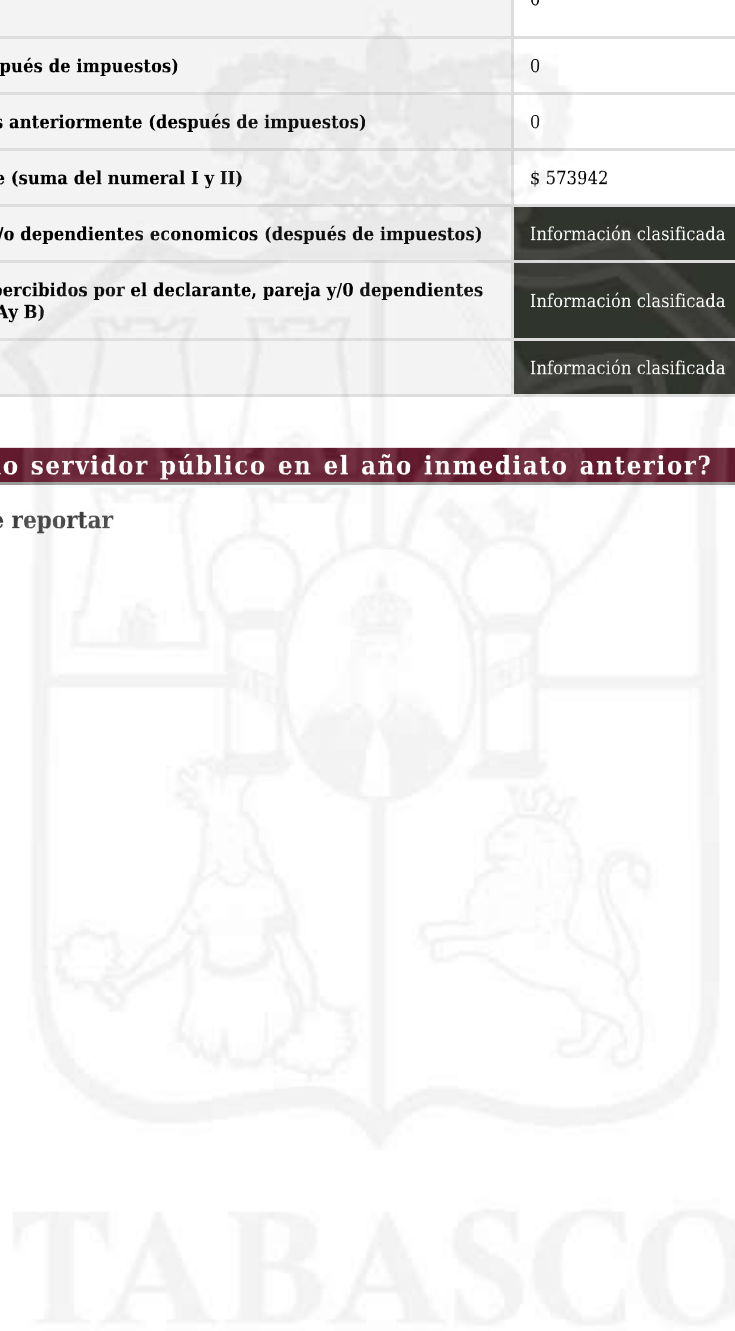 0
pués de impuestos)
0
s anteriormente (después de impuestos)
0
e (suma del numeral I y II)
$ 573942
/o dependientes economicos (después de impuestos)
Información clasificada
percibidos por el declarante, pareja y/0 dependientes
Ay B)
Información clasificada
Información clasificada
o servidor público en el año inmediato anterior?
e reportar
TABASCO